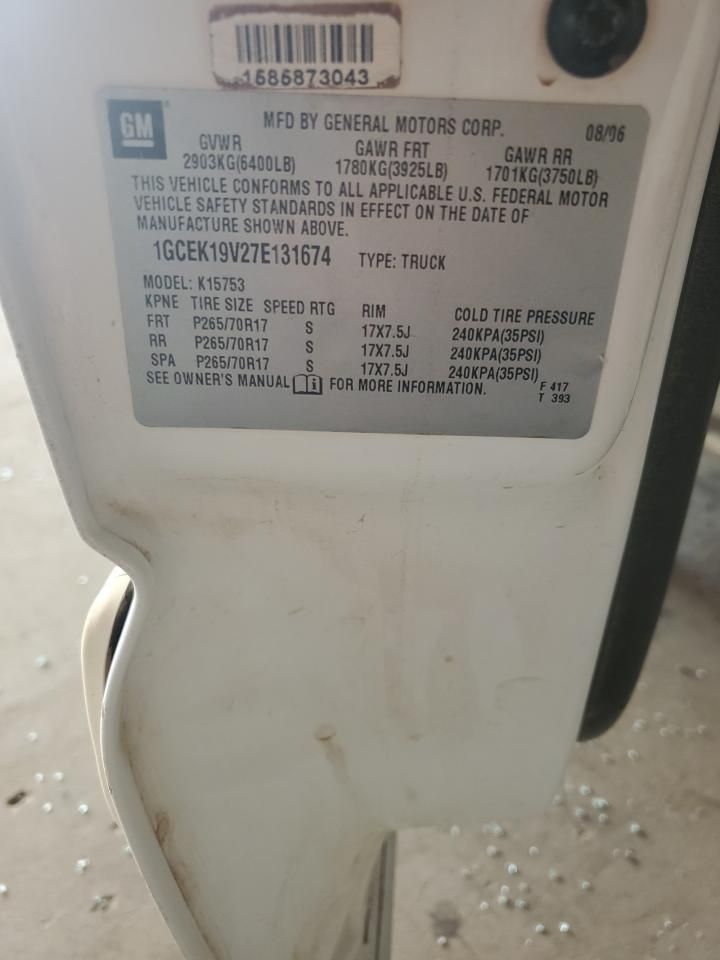 1585873043
GM
MFD BY GENERAL MOTORS CORP. 08/06
GVWR GAWR FRT GAWR RR
2903KG(6400LB) 1780KG(3925LB) 1701KG(3750LB)
THIS VEHICLE CONFORMS TO ALL APPLICABLE U.S. FEDERAL MOTOR
VEHICLE SAFETY STANDARDS IN EFFECT ON THE DATE OF
MANUFACTURE SHOWN ABOVE.
1GCEK19V27E131674 TYPE: TRUCK
MODEL: K15753
KPNE TIRE SIZE SPEED RTG RIM COLD TIRE PRESSURE
FRT P265/70R17 S 17X7.5J 240KPA(35PSI)
RR P265/70R17 S 17X7.5J 240KPA(35PSI)
SPA P265/70R17 S 17X7.5J 240KPA(35PSI)
SEE OWNER'S MANUAL FOR MORE INFORMATION.
F 417
T 393